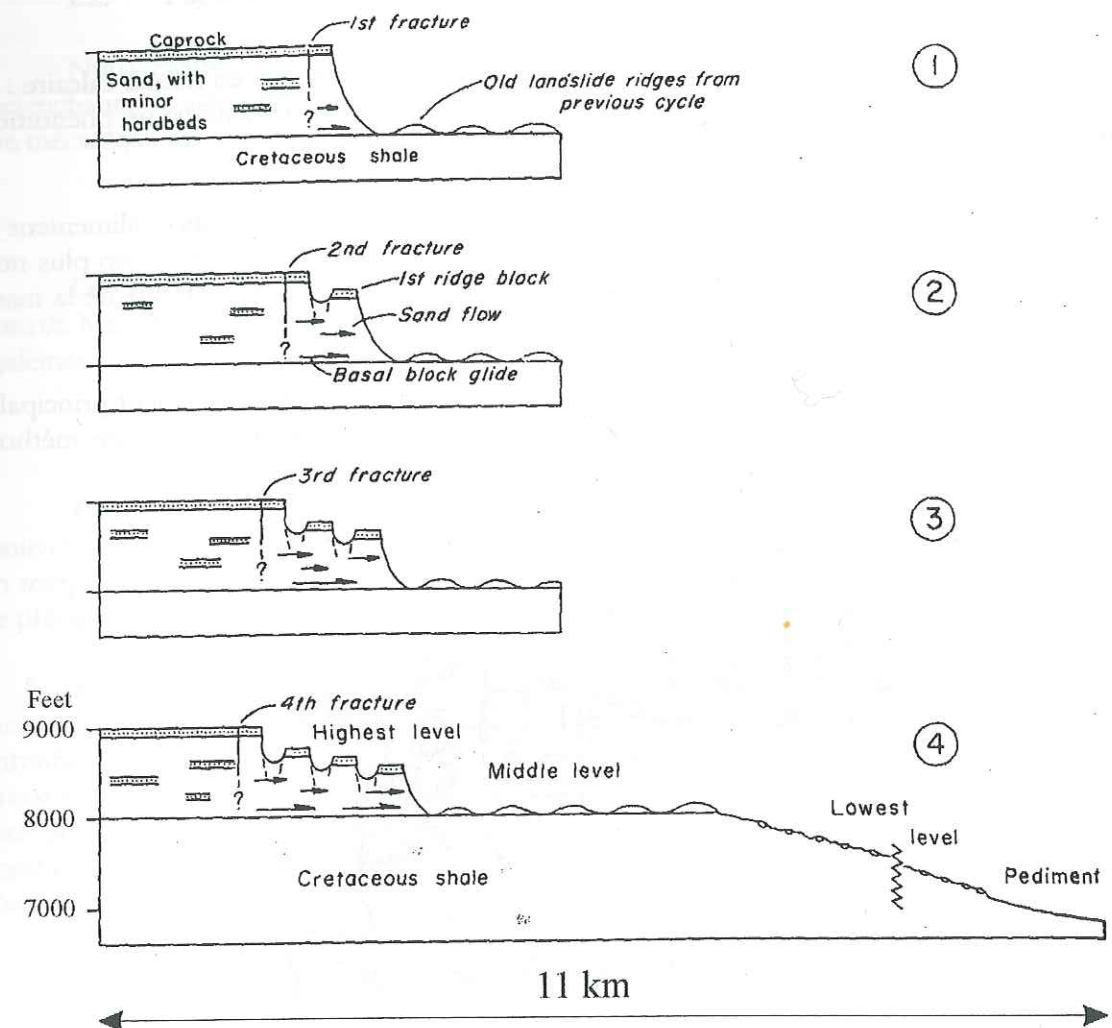 1st fracture
Caprock
1
Sand, with
minor
hardbeds
Old landslide ridges from
previous cycle
?
Cretaceous shale
2nd fracture
1st ridge block
2
Sand flow
?
Basal block glide
3rd fracture
3
?
Feet
9000
4th fracture
Highest level
4
Middle level
?
8000
Lowest
level
Cretaceous shale
Pediment
7000
11 km